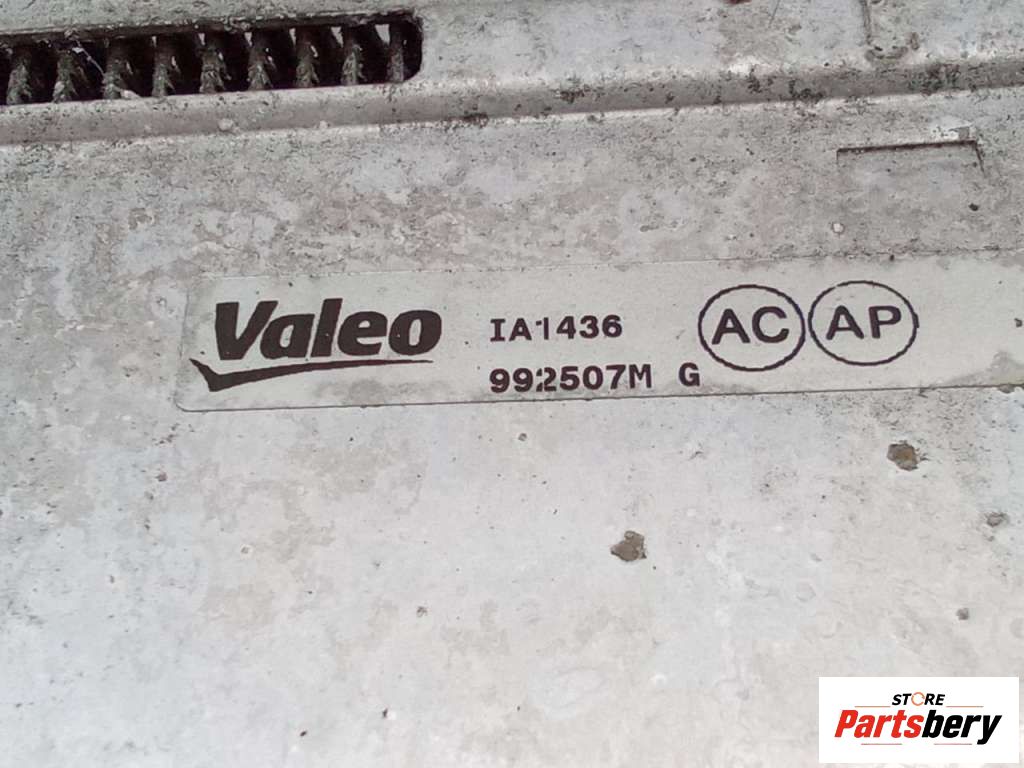 Valeo
IA1436
992507M G
AC AP
STORE
Partsbery